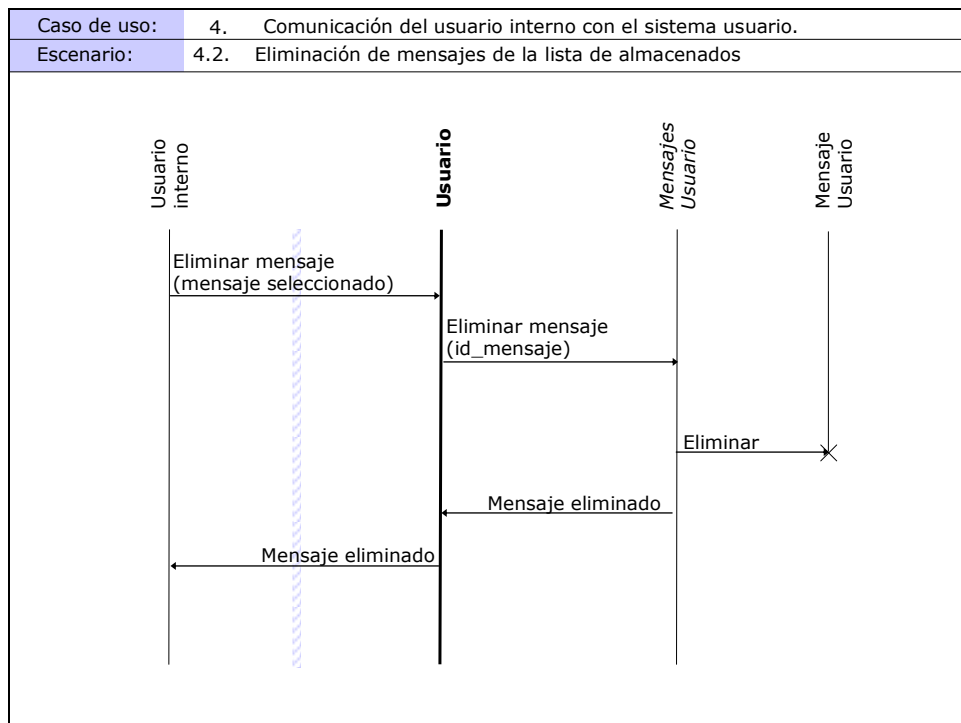 Caso de uso: 4. Comunicación del usuario interno con el sistema usuario.
Escenario: 4.2. Eliminación de mensajes de la lista de almacenados
Usuario
interno
Usuario
Mensajes
Usuario
Mensaje
Usuario
Eliminar mensaje
(mensaje seleccionado)
Eliminar mensaje
(id_mensaje)
Eliminar
Mensaje eliminado
Mensaje eliminado